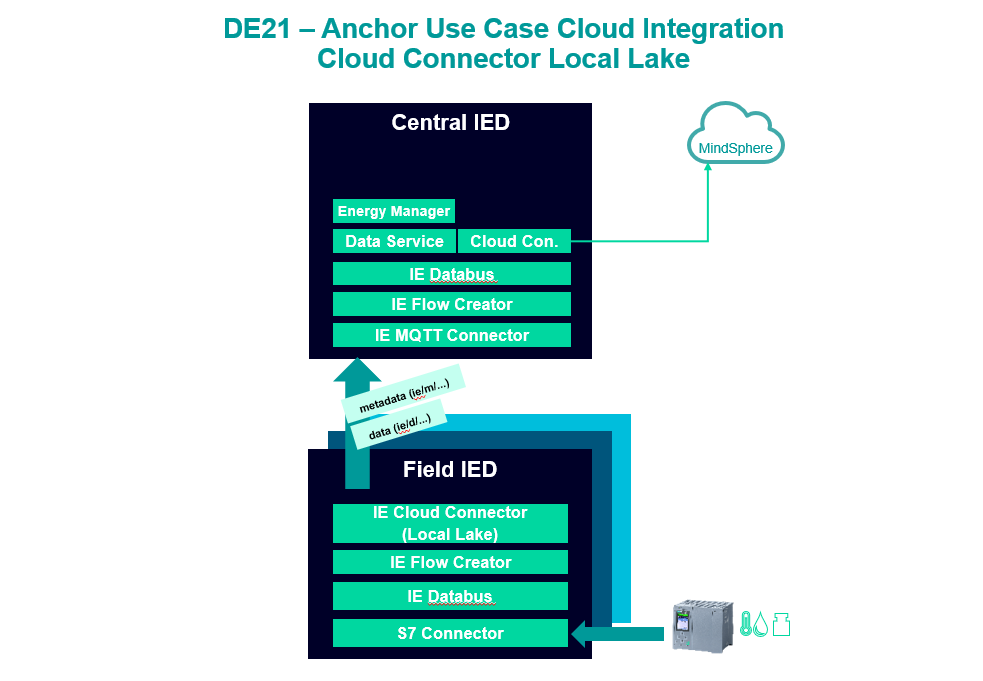 DE21 – Anchor Use Case Cloud Integration
Cloud Connector Local Lake
Central IED
MindSphere
Energy Manager
Data Service
Cloud Con.
IE Databus
IE Flow Creator
IE MQTT Connector
metadata (ie/m/...)
data (ie/d/...)
Field IED
IE Cloud Connector
(Local Lake)
IE Flow Creator
IE Databus
S7 Connector